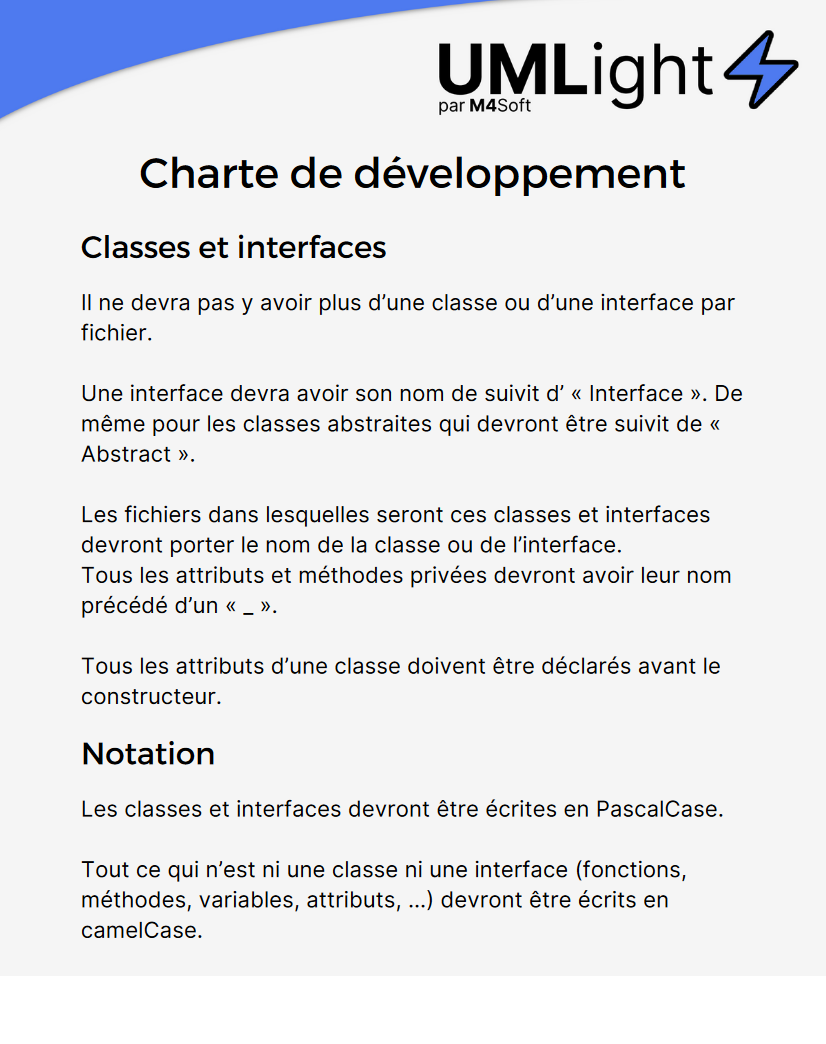 UMLight
par M4Soft
Charte de développement
Classes et interfaces
Il ne devra pas y avoir plus d’une classe ou d’une interface par
fichier.
Une interface devra avoir son nom de suivit d’ « Interface ». De
même pour les classes abstraites qui devront être suivit de «
Abstract ».
Les fichiers dans lesquelles seront ces classes et interfaces
devront porter le nom de la classe ou de l’interface.
Tous les attributs et méthodes privées devront avoir leur nom
précédé d’un « _ ».
Tous les attributs d’une classe doivent être déclarés avant le
constructeur.
Notation
Les classes et interfaces devront être écrites en PascalCase.
Tout ce qui n’est ni une classe ni une interface (fonctions,
méthodes, variables, attributs, ...) devront être écrits en
camelCase.